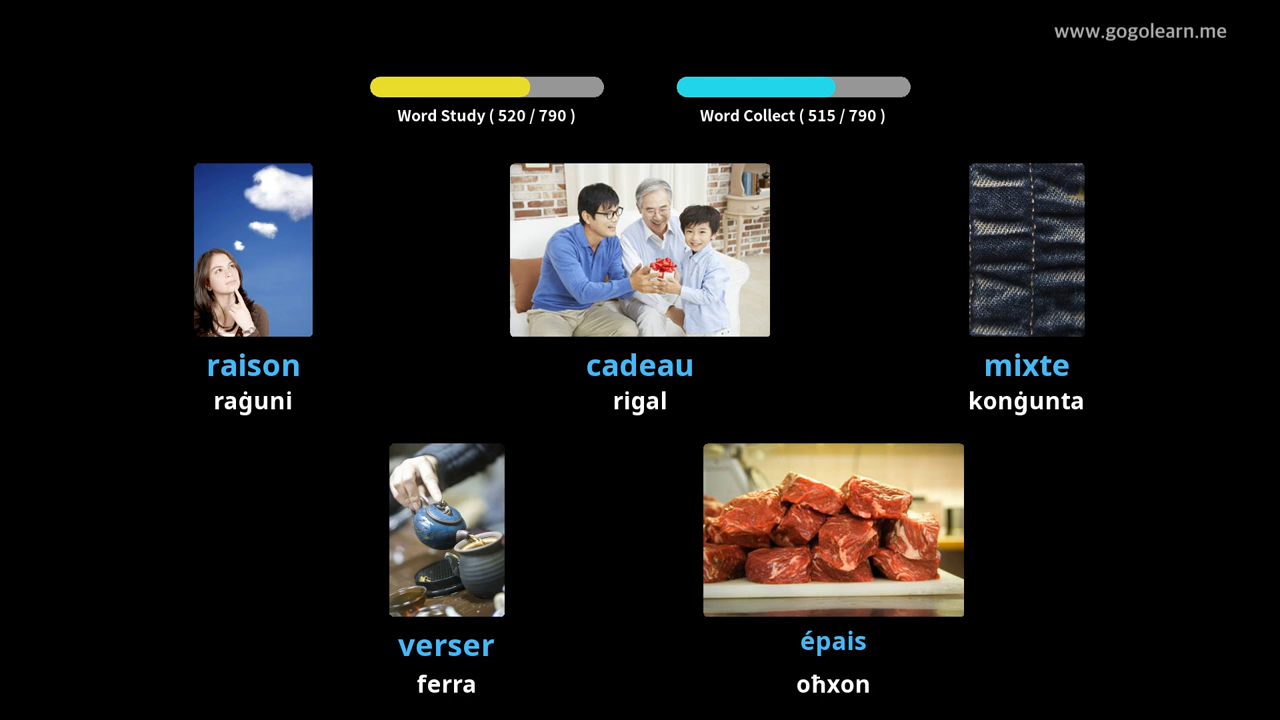 www.gogolearn.me
Word Study ( 520 / 790 )
Word Collect ( 515 / 790 )
raison
raġuni
cadeau
rigal
mixte
konġunta
verser
ferra
épais
oħxon